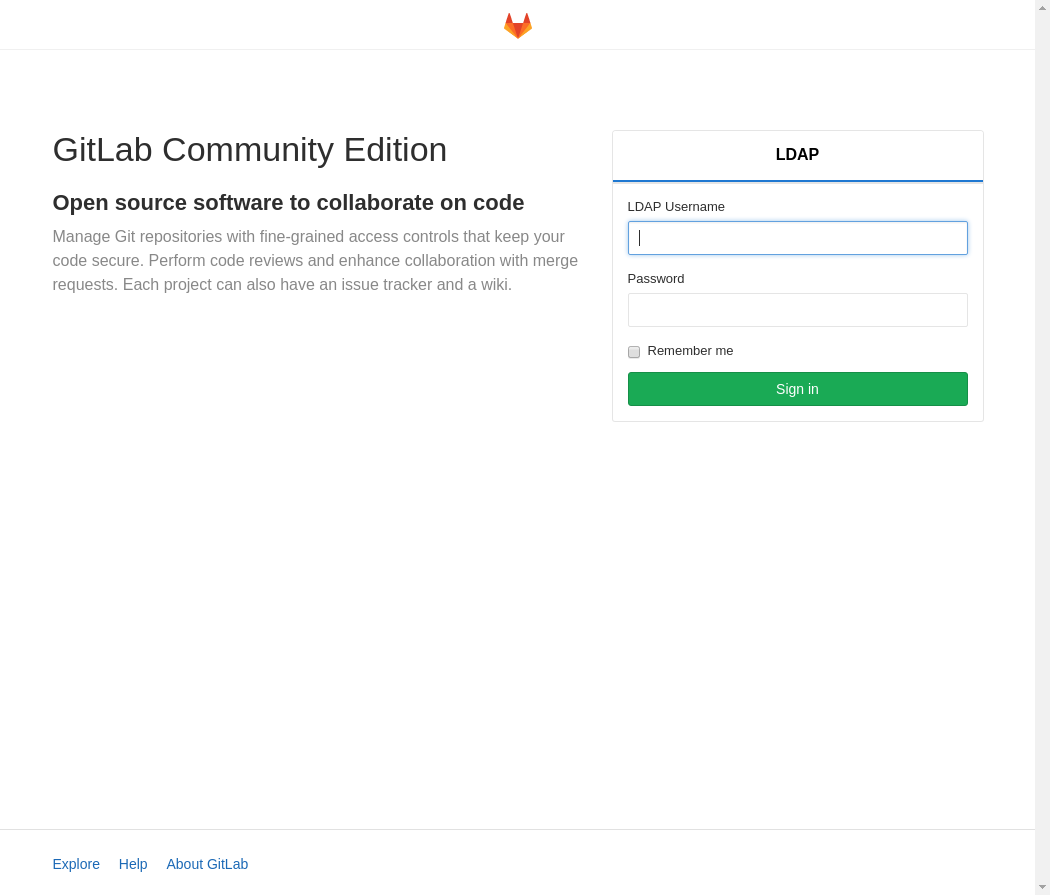 GitLab Community Edition
Open source software to collaborate on code
Manage Git repositories with fine-grained access controls that keep your
code secure. Perform code reviews and enhance collaboration with merge
requests. Each project can also have an issue tracker and a wiki.
LDAP
LDAP Username
Password
Remember me
Sign in
Explore Help About GitLab